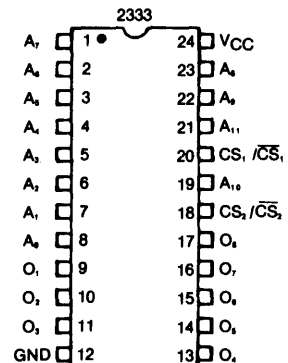 2333
A₇ 1 24 VCC
A₆ 2 23 A₈
A₅ 3 22 A₉
A₄ 4 21 A₁₁
A₃ 5 20 CS₁/C̅S̅₁
A₂ 6 19 A₁₀
A₁ 7 18 CS₂/C̅S̅₂
A₀ 8 17 O₈
O₁ 9 16 O₇
O₂ 10 15 O₆
O₃ 11 14 O₅
GND 12 13 O₄